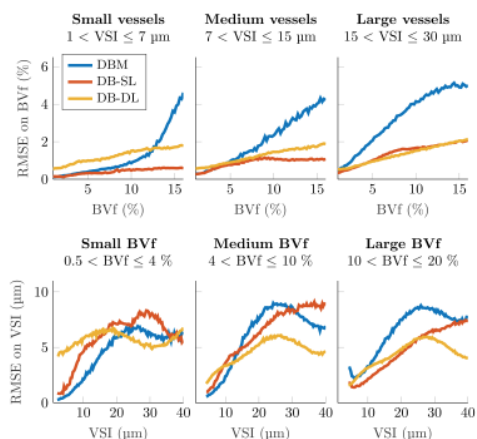 Small vessels
1 < VSI ≤ 7 µm
Medium vessels
7 < VSI ≤ 15 µm
Large vessels
15 < VSI ≤ 30 µm
RMSE on BVf (%)
6
4
2
0
DBM
DB-SL
DB-DL
5 10 15
5 10 15
5 10 15
BVf (%)
BVf (%)
BVf (%)
Small BVf
0.5 < BVf ≤ 4 %
Medium BVf
4 < BVf ≤ 10 %
Large BVf
10 < BVf ≤ 20 %
RMSE on VSI (µm)
10
5
0
10 20 30 40
10 20 30 40
10 20 30 40
VSI (µm)
VSI (µm)
VSI (µm)